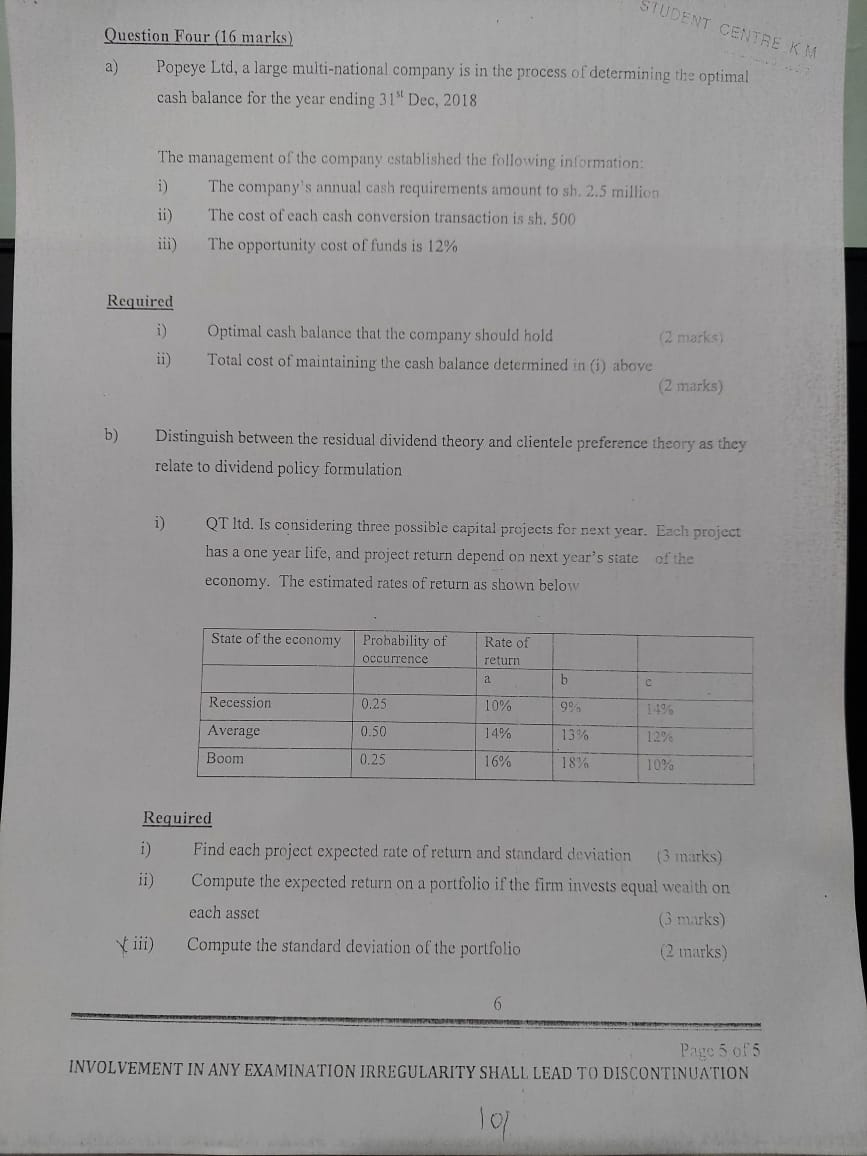 STUDENT CENTRE K M
Question Four (16 marks)
a) Popeye Ltd, a large multi-national company is in the process of determining the optimal
cash balance for the year ending 31st Dec, 2018
The management of the company established the following information:
i) The company's annual cash requirements amount to sh. 2.5 million
ii) The cost of each cash conversion transaction is sh. 500
iii) The opportunity cost of funds is 12%
Required
i) Optimal cash balance that the company should hold (2 marks)
ii) Total cost of maintaining the cash balance determined in (i) above
(2 marks)
b) Distinguish between the residual dividend theory and clientele preference theory as they
relate to dividend policy formulation
i) QT ltd. Is considering three possible capital projects for next year. Each project
has a one year life, and project return depend on next year's state of the
economy. The estimated rates of return as shown below
State of the economy Probability of Rate of
occurrence return
a b c
Recession 0.25 10% 9% 14%
Average 0.50 14% 13% 12%
Boom 0.25 16% 18% 10%
Required
i) Find each project expected rate of return and standard deviation (3 marks)
ii) Compute the expected return on a portfolio if the firm invests equal wealth on
each asset (3 marks)
iii) Compute the standard deviation of the portfolio (2 marks)
6
Page 5 of 5
INVOLVEMENT IN ANY EXAMINATION IRREGULARITY SHALL LEAD TO DISCONTINUATION